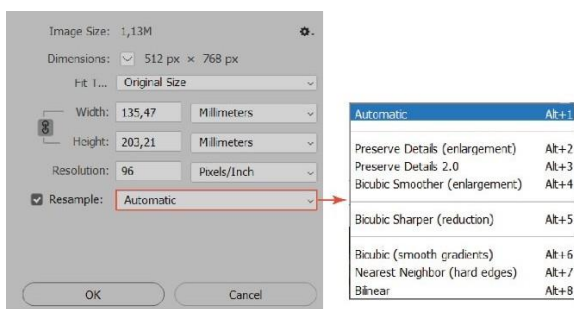 Image Size: 1,13M
Dimensions: 512 px × 768 px
Fit T... Original Size
Width: 135,47 Millimeters
Height: 203,21 Millimeters
Resolution: 96 Pixels/Inch
Resample: Automatic
OK Cancel
Automatic Alt+1
Preserve Details (enlargement) Alt+2
Preserve Details 2.0 Alt+3
Bicubic Smoother (enlargement) Alt+4
Bicubic Sharper (reduction) Alt+5
Bicubic (smooth gradients) Alt+6
Nearest Neighbor (hard edges) Alt+7
Bilinear Alt+8